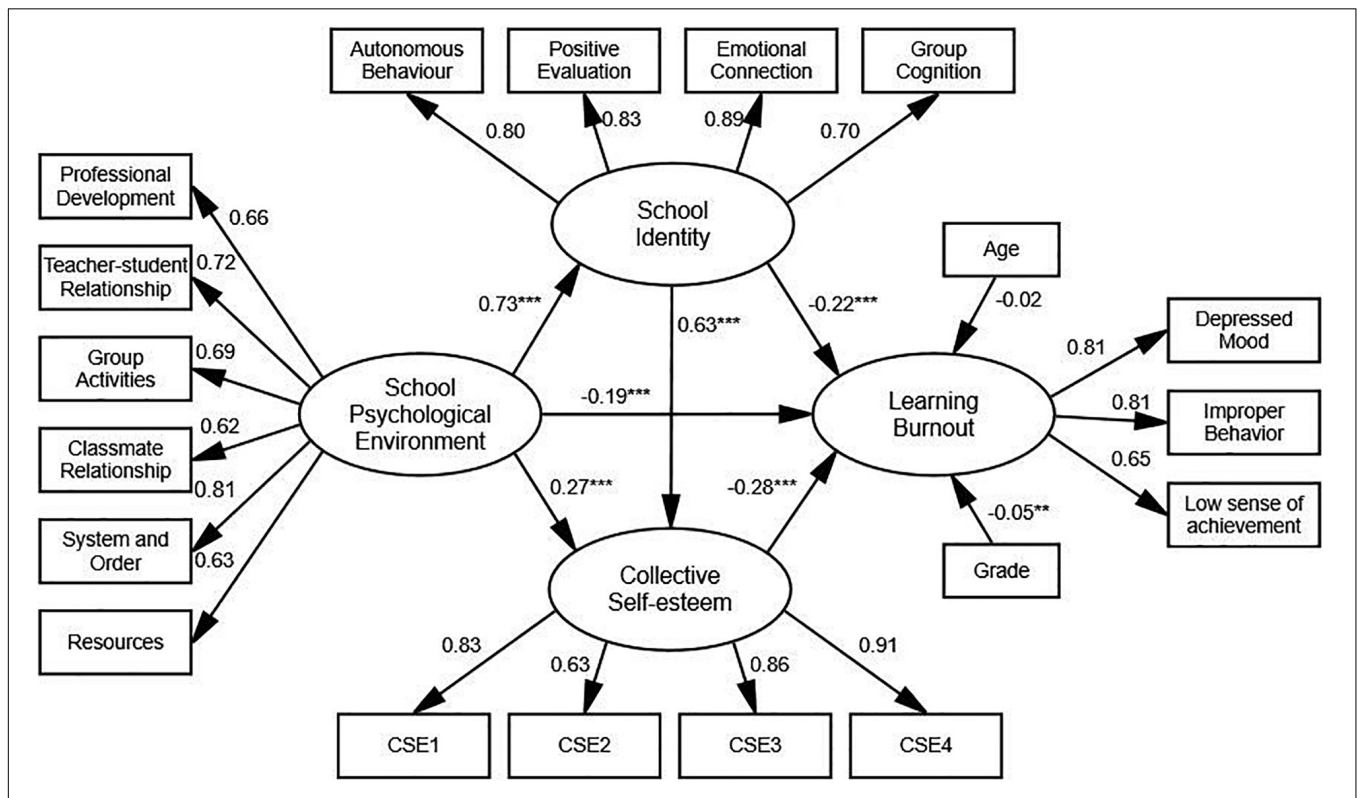 Autonomous
Behaviour
Positive
Evaluation
Emotional
Connection
Group
Cognition
0.80
0.83
0.89
0.70
Professional
Development
0.66
School
Identity
Teacher-student
Relationship
0.72
Age
-0.02
Group
Activities
0.69
0.73***
0.63***
-0.22***
Depressed
Mood
0.81
Classmate
Relationship
0.62
School
Psychological
Environment
-0.19***
Learning
Burnout
0.81
Improper
Behavior
System and
Order
0.81
0.27***
-0.28***
-0.05**
0.65
Low sense of
achievement
Resources
0.63
Collective
Self-esteem
Grade
0.83
0.63
0.86
0.91
CSE1
CSE2
CSE3
CSE4